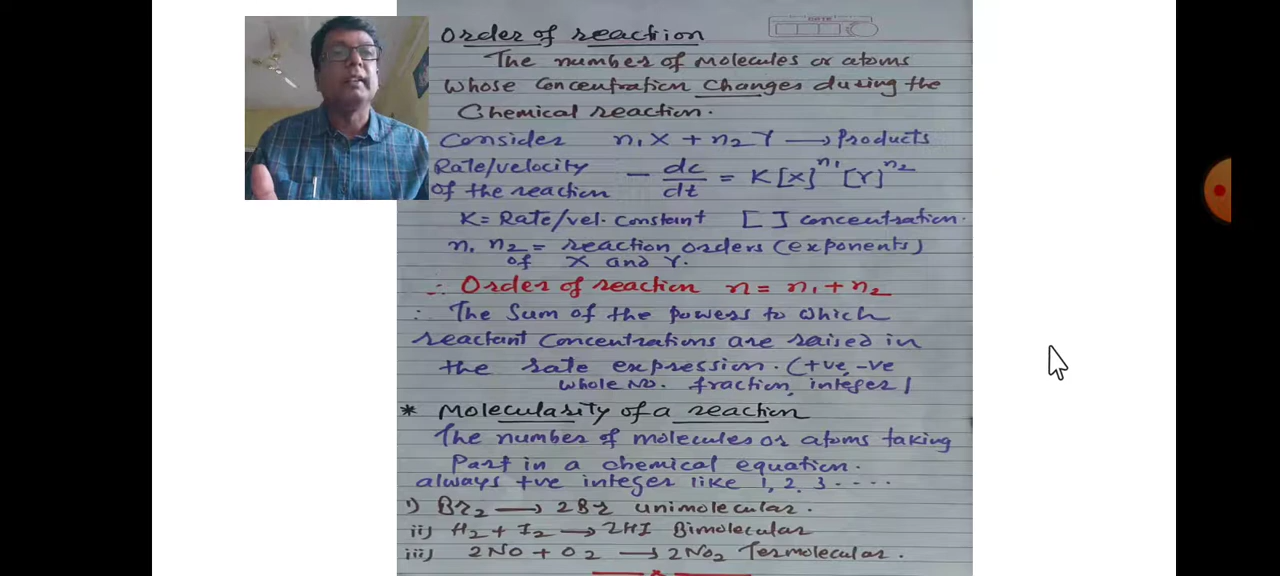 DATE
Order of reaction
The number of molecules or atoms
whose concentration changes during the
Chemical reaction.
Consider n₁X + n₂Y ⟶ Products
Rate/velocity of the reaction - dc/dt = K[X]^n₁ [Y]^n₂
K = Rate/vel. constant [ ] concentration.
n₁ n₂ = reaction orders (exponents)
of X and Y.
∴ Order of reaction n = n₁ + n₂
: The Sum of the powers to which
reactant concentrations are raised in
the rate expression. (+ve, -ve
whole No. fraction, integer)
* Molecularity of a reaction
The number of molecules or atoms taking
Part in a chemical equation.
always +ve integer like 1, 2, 3 - - - -
i) Br₂ ⟶ 2Br unimolecular.
ii) H₂ + I₂ ⟶ 2HI Bimolecular
iii) 2NO + O₂ ⟶ 2NO₂ Termolecular.